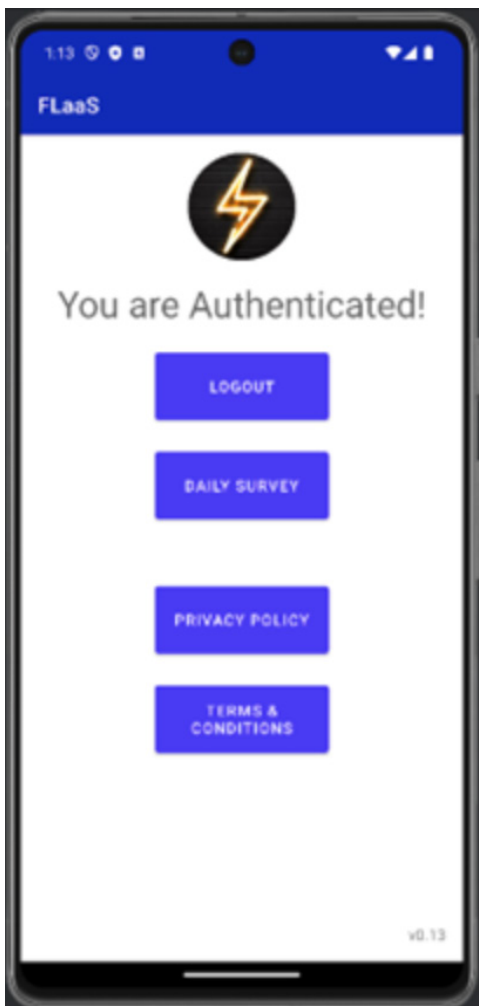 1:13
FLaaS
You are Authenticated!
LOGOUT
DAILY SURVEY
PRIVACY POLICY
TERMS &
CONDITIONS
v0.13